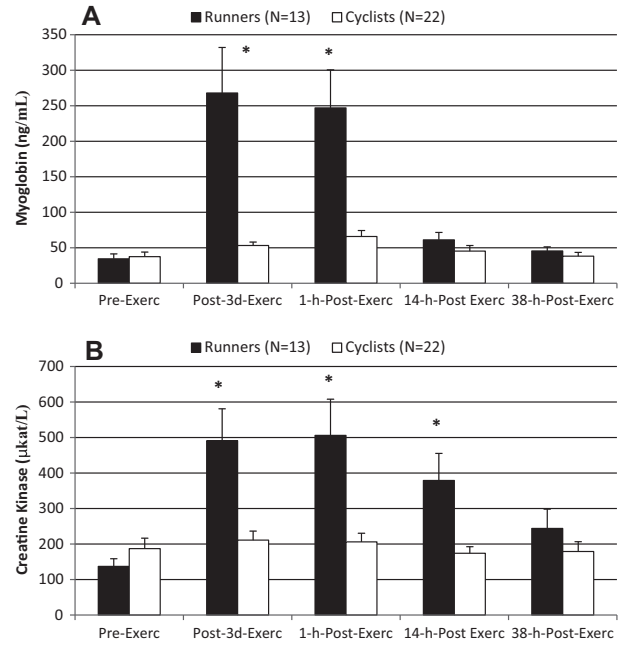 A
Runners (N=13) Cyclists (N=22)
350
*
*
300
250
200
150
100
50
0
Myoglobin (ng/mL)
Pre-Exerc Post-3d-Exerc 1-h-Post-Exerc 14-h-Post Exerc 38-h-Post-Exerc
B
Runners (N=13) Cyclists (N=22)
700
*
*
600
*
500
400
300
200
100
0
Creatine Kinase (µkat/L)
Pre-Exerc Post-3d-Exerc 1-h-Post-Exerc 14-h-Post Exerc 38-h-Post-Exerc